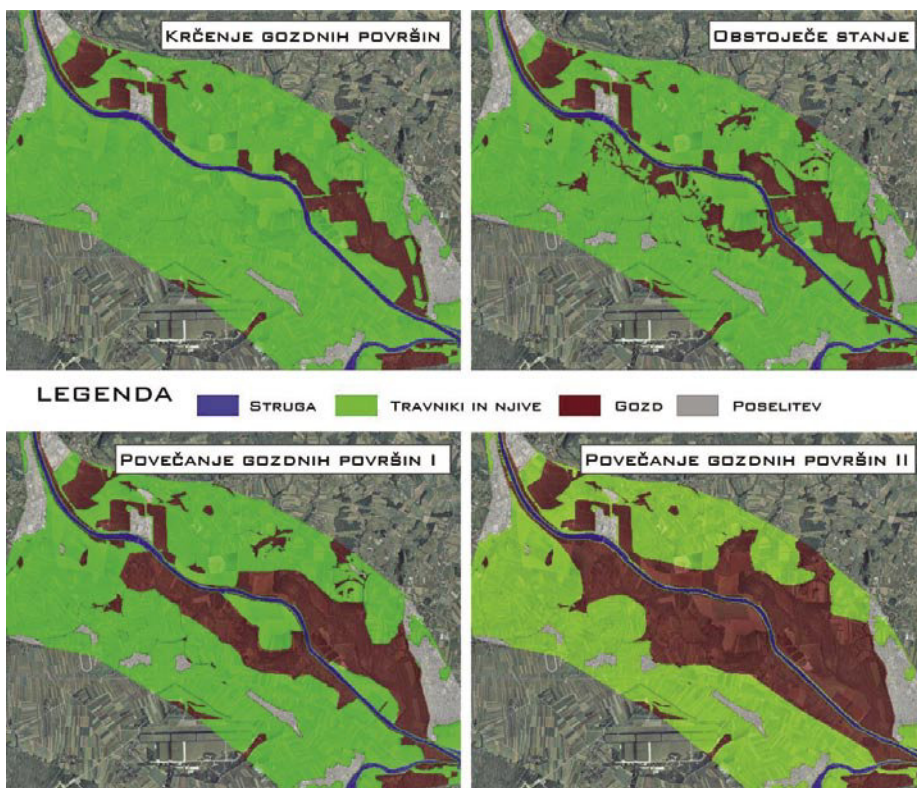 Krčenje gozdnih površin
Obstoječe stanje
LEGENDA
Struga
Travniki in njive
Gozd
Poselitev
Povečanje gozdnih površin I
Povečanje gozdnih površin II